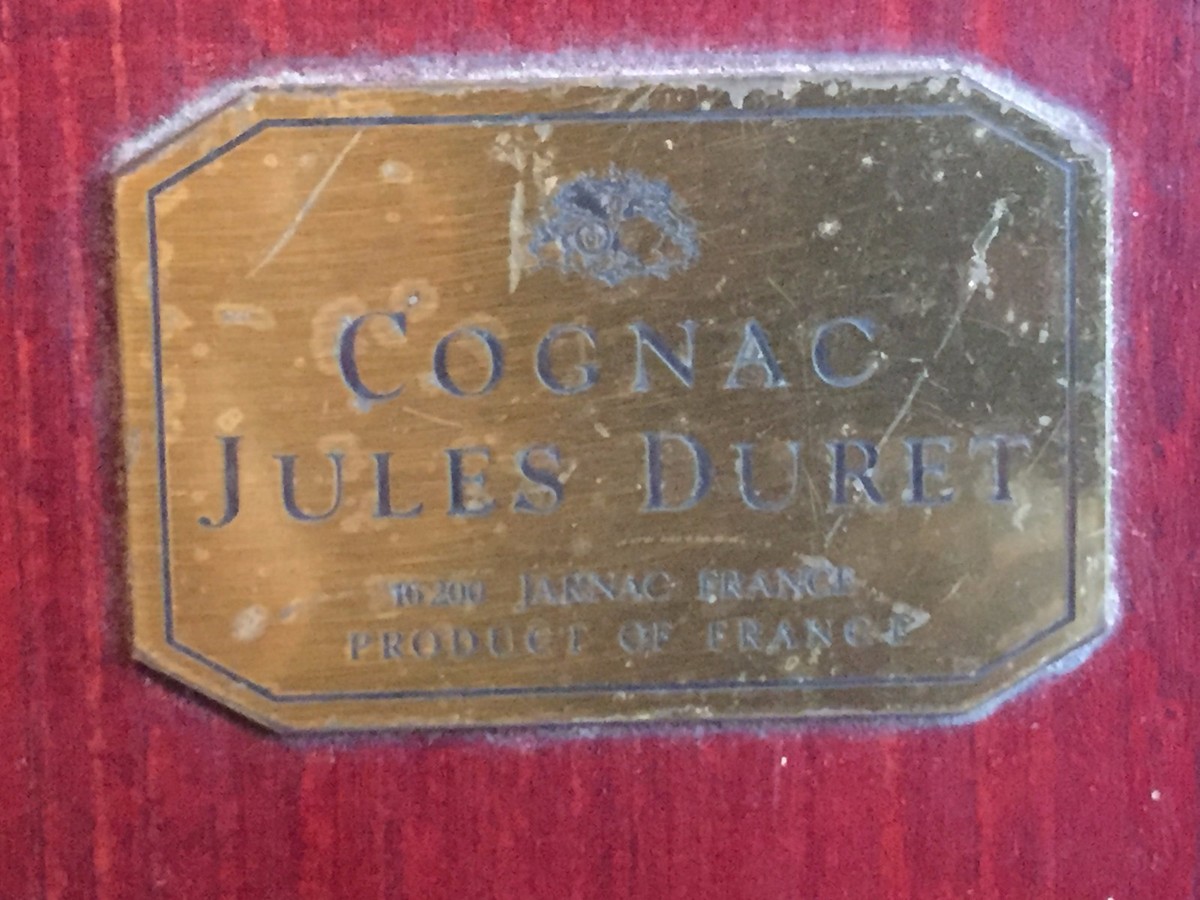 COGNAC
JULES DURET
16200 JARNAC FRANCE
PRODUCT OF FRANCE